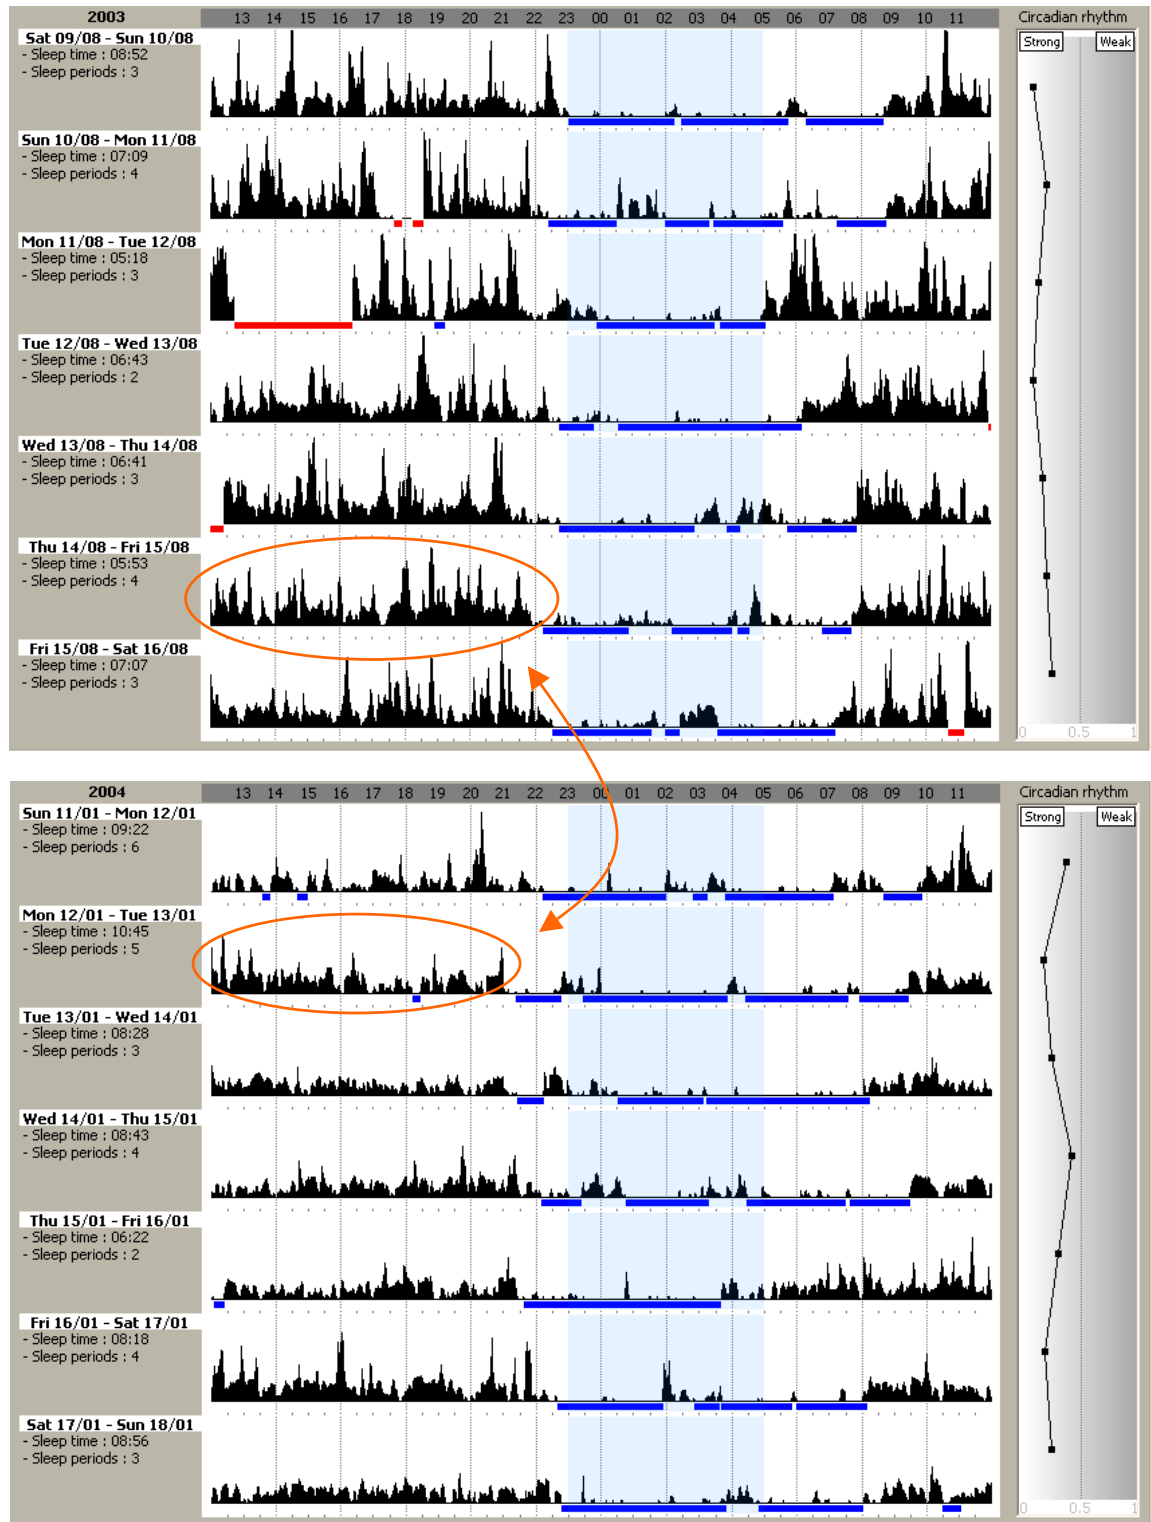 2003 13 14 15 16 17 18 19 20 21 22 23 00 01 02 03 04 05 06 07 08 09 10 11 Circadian rhythm
Strong Weak
Sat 09/08 - Sun 10/08
- Sleep time : 08:52
- Sleep periods : 3
Sun 10/08 - Mon 11/08
- Sleep time : 07:09
- Sleep periods : 4
Mon 11/08 - Tue 12/08
- Sleep time : 05:18
- Sleep periods : 3
Tue 12/08 - Wed 13/08
- Sleep time : 06:43
- Sleep periods : 2
Wed 13/08 - Thu 14/08
- Sleep time : 06:41
- Sleep periods : 3
Thu 14/08 - Fri 15/08
- Sleep time : 05:53
- Sleep periods : 4
Fri 15/08 - Sat 16/08
- Sleep time : 07:07
- Sleep periods : 3
0 0.5 1
2004 13 14 15 16 17 18 19 20 21 22 23 00 01 02 03 04 05 06 07 08 09 10 11 Circadian rhythm
Strong Weak
Sun 11/01 - Mon 12/01
- Sleep time : 09:22
- Sleep periods : 6
Mon 12/01 - Tue 13/01
- Sleep time : 10:45
- Sleep periods : 5
Tue 13/01 - Wed 14/01
- Sleep time : 08:28
- Sleep periods : 3
Wed 14/01 - Thu 15/01
- Sleep time : 08:43
- Sleep periods : 4
Thu 15/01 - Fri 16/01
- Sleep time : 06:22
- Sleep periods : 2
Fri 16/01 - Sat 17/01
- Sleep time : 08:18
- Sleep periods : 4
Sat 17/01 - Sun 18/01
- Sleep time : 08:56
- Sleep periods : 3
0 0.5 1